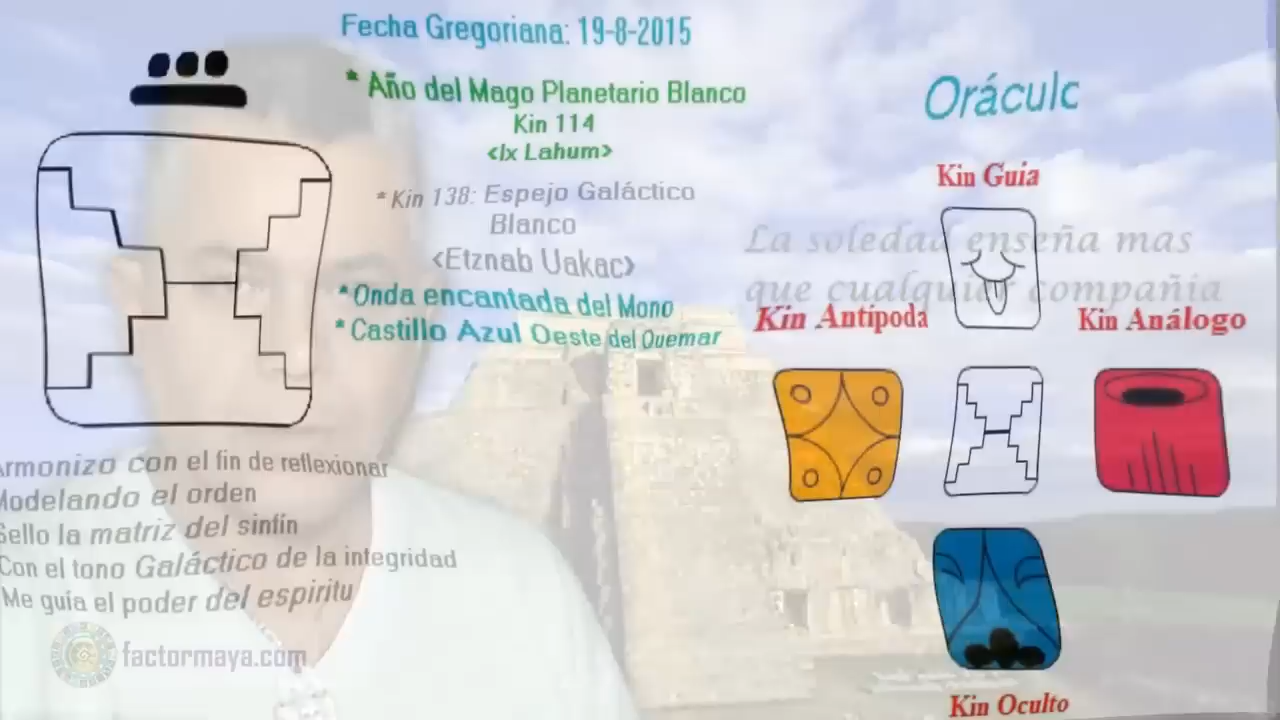 Fecha Gregoriana: 19-8-2015
* Año del Mago Planetario Blanco
Kin 114
<Ix Lahum>
* Kin 138: Espejo Galáctico
Blanco
<Etznab Uakac>
* Onda encantada del Mono
* Castillo Azul Oeste del Quemar
Armonizo con el fin de reflexionar
Modelando el orden
Sello la matriz del sinfín
Con el tono Galáctico de la integridad
Me guía el poder del espiritu
factormaya.com
Oráculc
Kin Guia
La soledad enseña mas
que cualquier compañia
Kin Antípoda
Kin Análogo
Kin Oculto